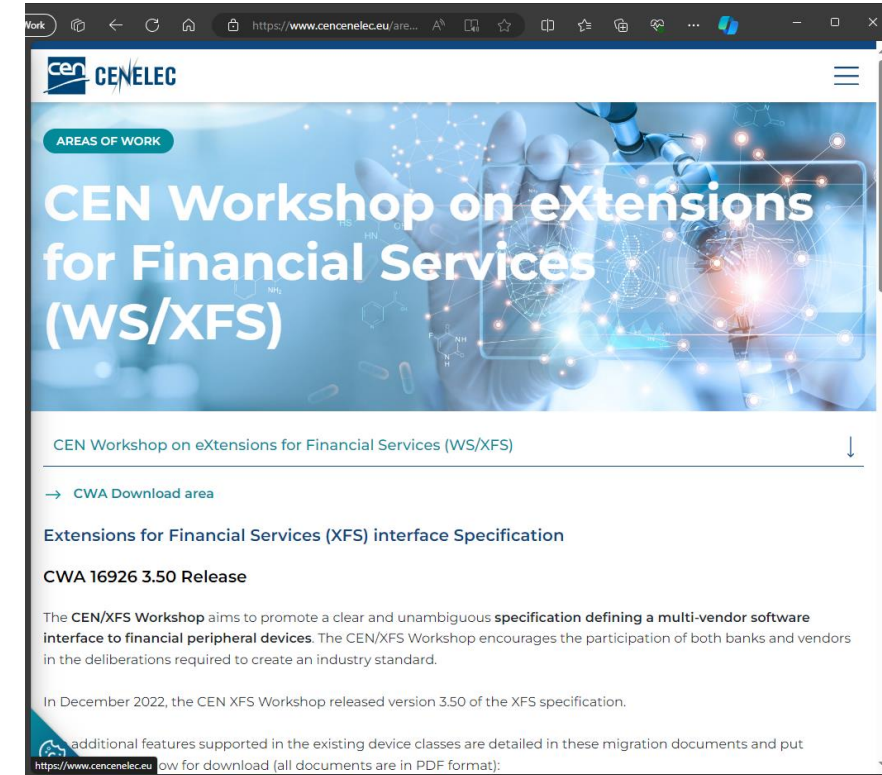 Work
https://www.cencenelec.eu/are...
cen CENELEC
AREAS OF WORK
CEN Workshop on eXtensions
for Financial Services
(WS/XFS)
CEN Workshop on eXtensions for Financial Services (WS/XFS)
→ CWA Download area
Extensions for Financial Services (XFS) interface Specification
CWA 16926 3.50 Release
The CEN/XFS Workshop aims to promote a clear and unambiguous specification defining a multi-vendor software
interface to financial peripheral devices. The CEN/XFS Workshop encourages the participation of both banks and vendors
in the deliberations required to create an industry standard.
In December 2022, the CEN XFS Workshop released version 3.50 of the XFS specification.
additional features supported in the existing device classes are detailed in these migration documents and put
https://www.cencenelec.eu ow for download (all documents are in PDF format):